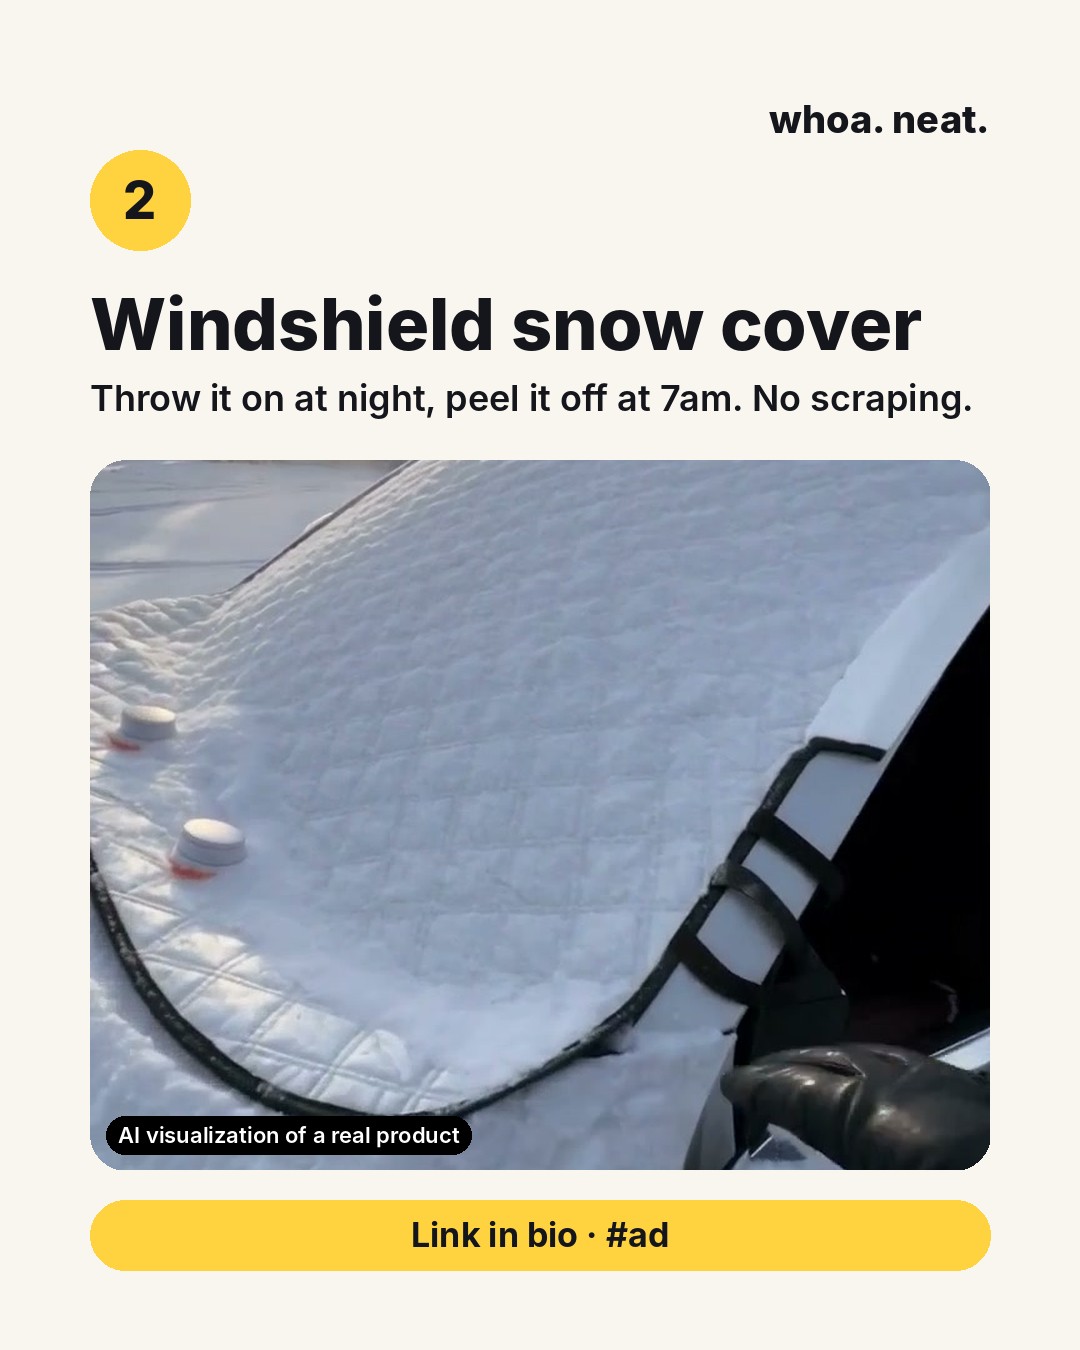 whoa. neat.
2
Windshield snow cover
Throw it on at night, peel it off at 7am. No scraping.
AI visualization of a real product
Link in bio · #ad